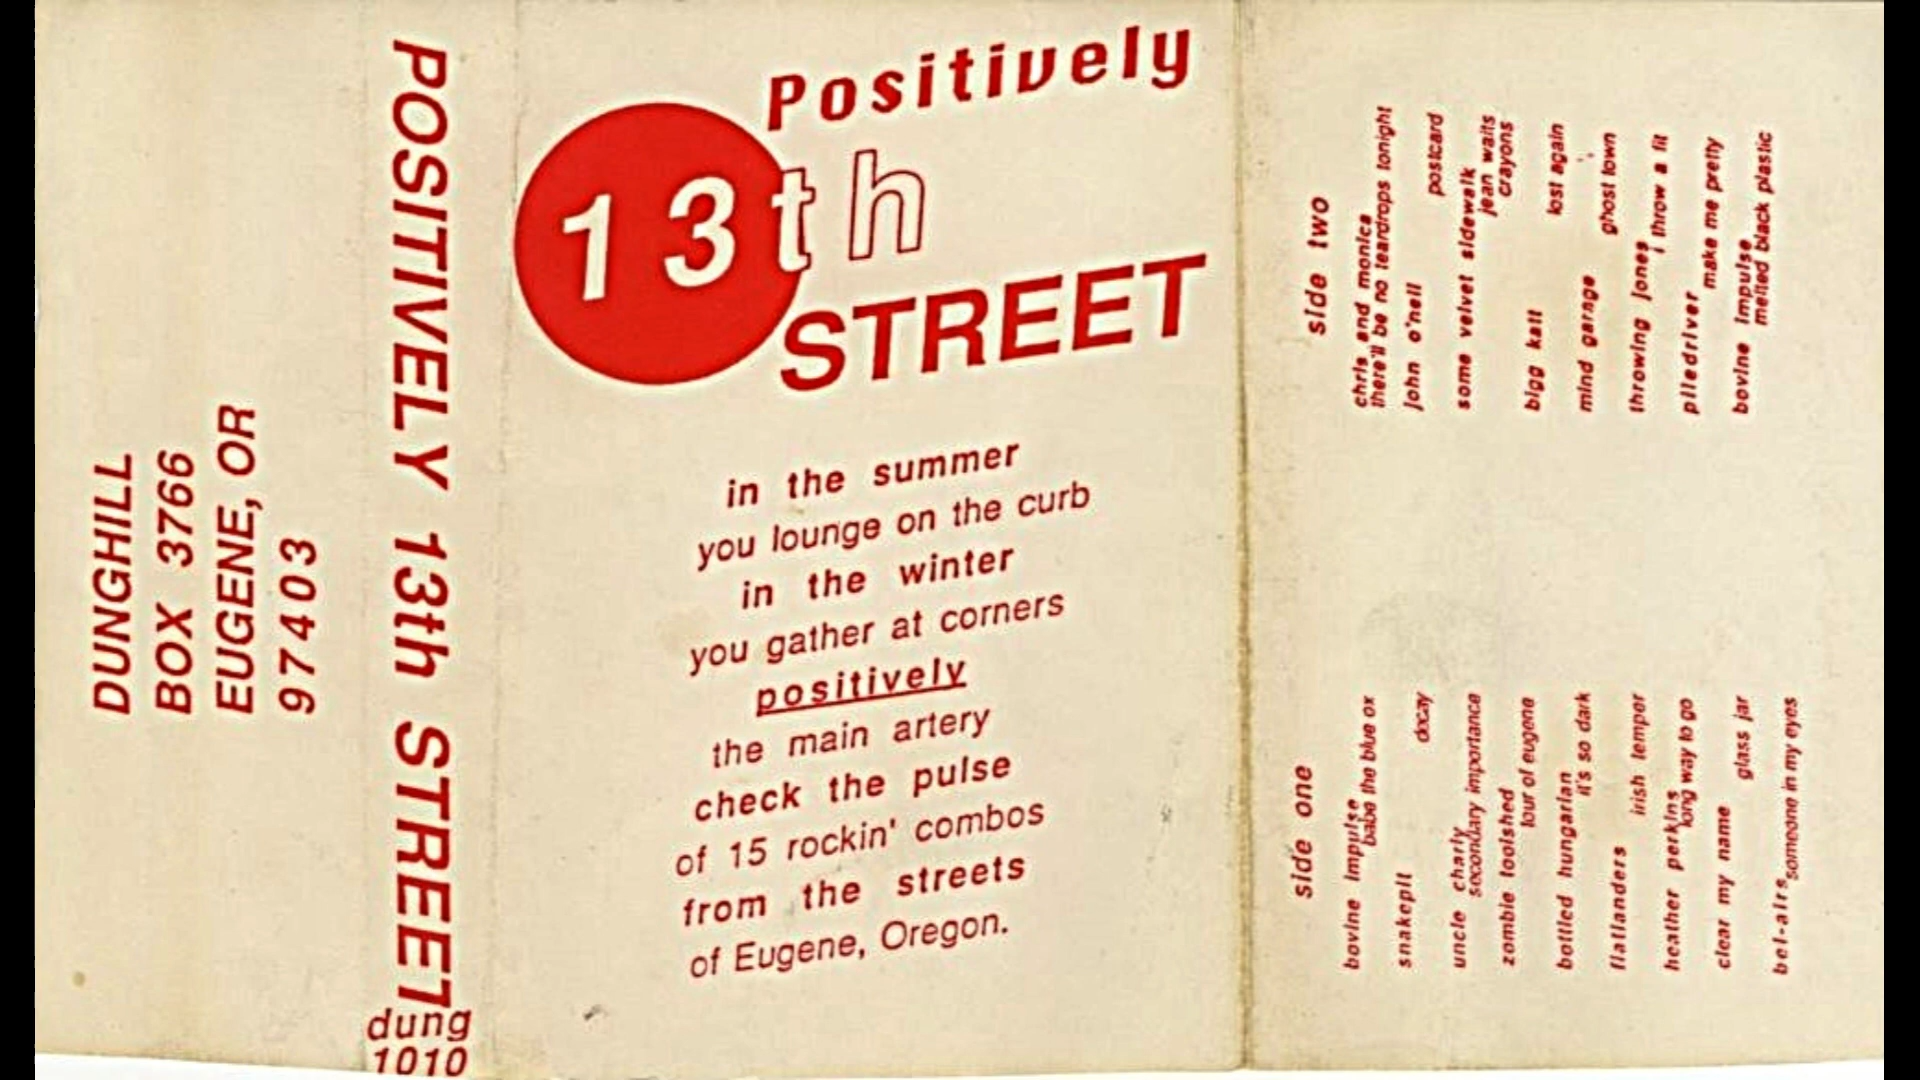 DUNGHILL
BOX 3766
EUGENE, OR
97403
POSITIVELY 13th STREET
dung
1010
Positively
13th
STREET
in the summer
you lounge on the curb
in the winter
you gather at corners
positively
the main artery
check the pulse
of 15 rockin' combos
from the streets
of Eugene, Oregon.
side one
bovine impulse
babe the blue ox
snakepit
decay
uncle charly
secondary importance
zombie toolshed
tour of eugene
bottled hungarian
it's so dark
flatlanders
irish temper
heather perkins
long way to go
clear my name
glass jar
bel-airs
someone in my eyes
side two
chris and monica
there'll be no teardrops tonight
john o'neil
postcard
some velvet sidewalk
jean waits
crayons
bigg katt
lost again
mind garage
ghost town
throwing jones
i throw a fit
piledriver
make me pretty
bovine impulse
melted black plastic